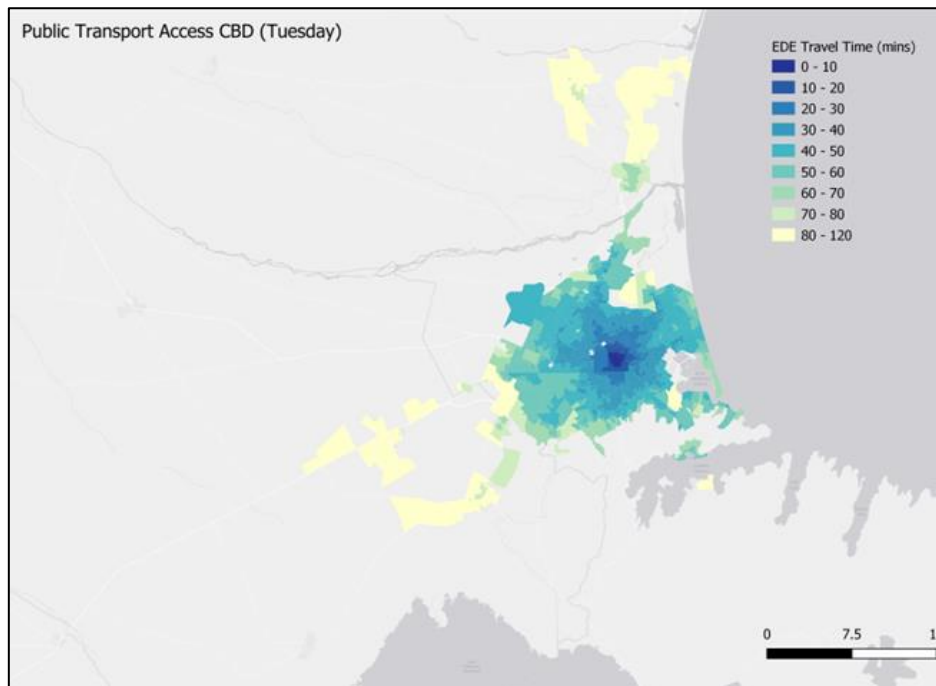 Public Transport Access CBD (Tuesday)
EDE Travel Time (mins)
0 - 10
10 - 20
20 - 30
30 - 40
40 - 50
50 - 60
60 - 70
70 - 80
80 - 120
0 7.5 1